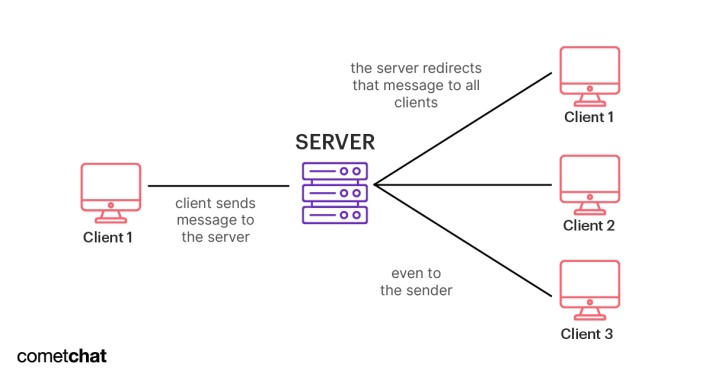 the server redirects
that message to all
clients
Client 1
SERVER
client sends
message to
the server
Client 1
Client 2
even to
the sender
Client 3
cometchat